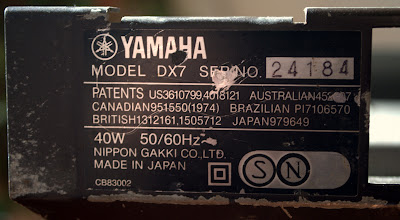 YAMAHA
MODEL DX7 SER NO. 24184
PATENTS US3610799,4018121 AUSTRALIAN
CANADIAN951550(1974) BRAZILIAN PI7106570
BRITISH1312161,1505712 JAPAN979649
40W 50/60Hz
NIPPON GAKKI CO.,LTD.
MADE IN JAPAN
S N
CB83002